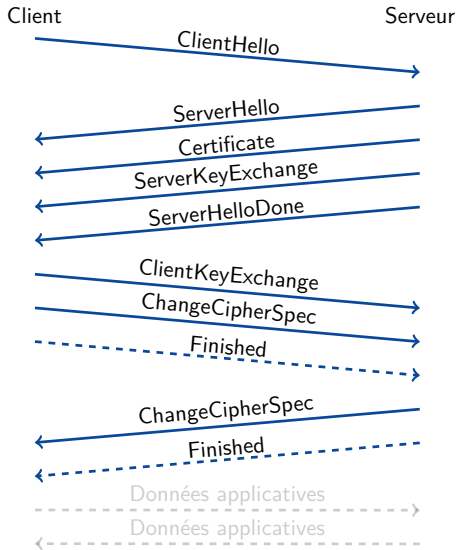 Client
Serveur
ClientHello
ServerHello
Certificate
ServerKeyExchange
ServerHelloDone
ClientKeyExchange
ChangeCipherSpec
Finished
ChangeCipherSpec
Finished
Données applicatives
Données applicatives